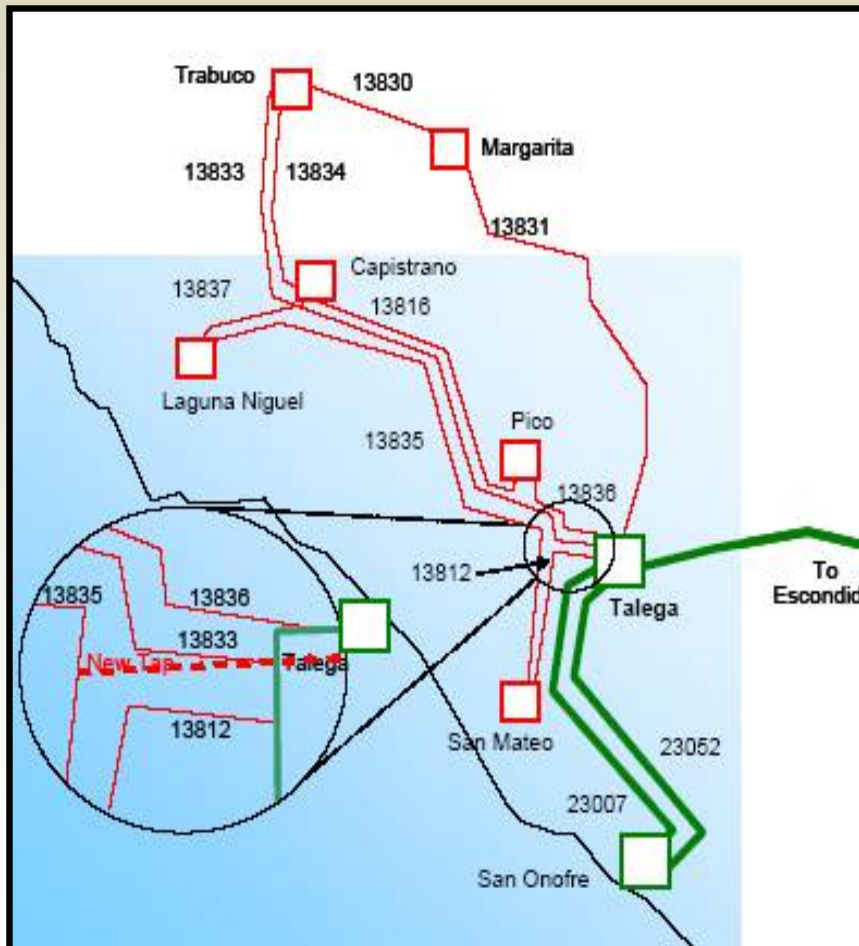 Trabuco
13830
Margarita
13833
13834
13831
Capistrano
13837
13816
Laguna Niguel
Pico
13835
13836
13812
Talega
To
Escondid
13835
13836
13833
New Tap
Talega
13812
San Mateo
23052
23007
San Onofre